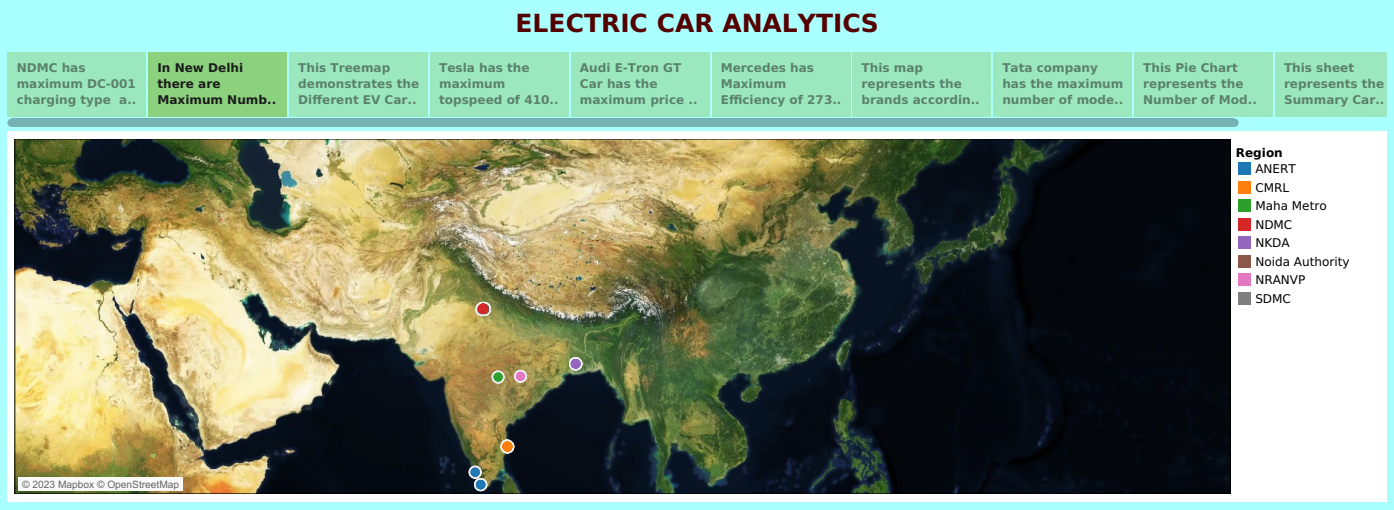 ELECTRIC CAR ANALYTICS
NDMC has
maximum DC-001
charging type a..
In New Delhi
there are
Maximum Numb..
This Treemap
demonstrates the
Different EV Car..
Tesla has the
maximum
topspeed of 410..
Audi E-Tron GT
Car has the
maximum price ..
Mercedes has
Maximum
Efficiency of 273..
This map
represents the
brands accordin..
Tata company
has the maximum
number of mode..
This Pie Chart
represents the
Number of Mod..
This sheet
represents the
Summary Car..
Region
ANERT
CMRL
Maha Metro
NDMC
NKDA
Noida Authority
NRANVP
SDMC
© 2023 Mapbox © OpenStreetMap